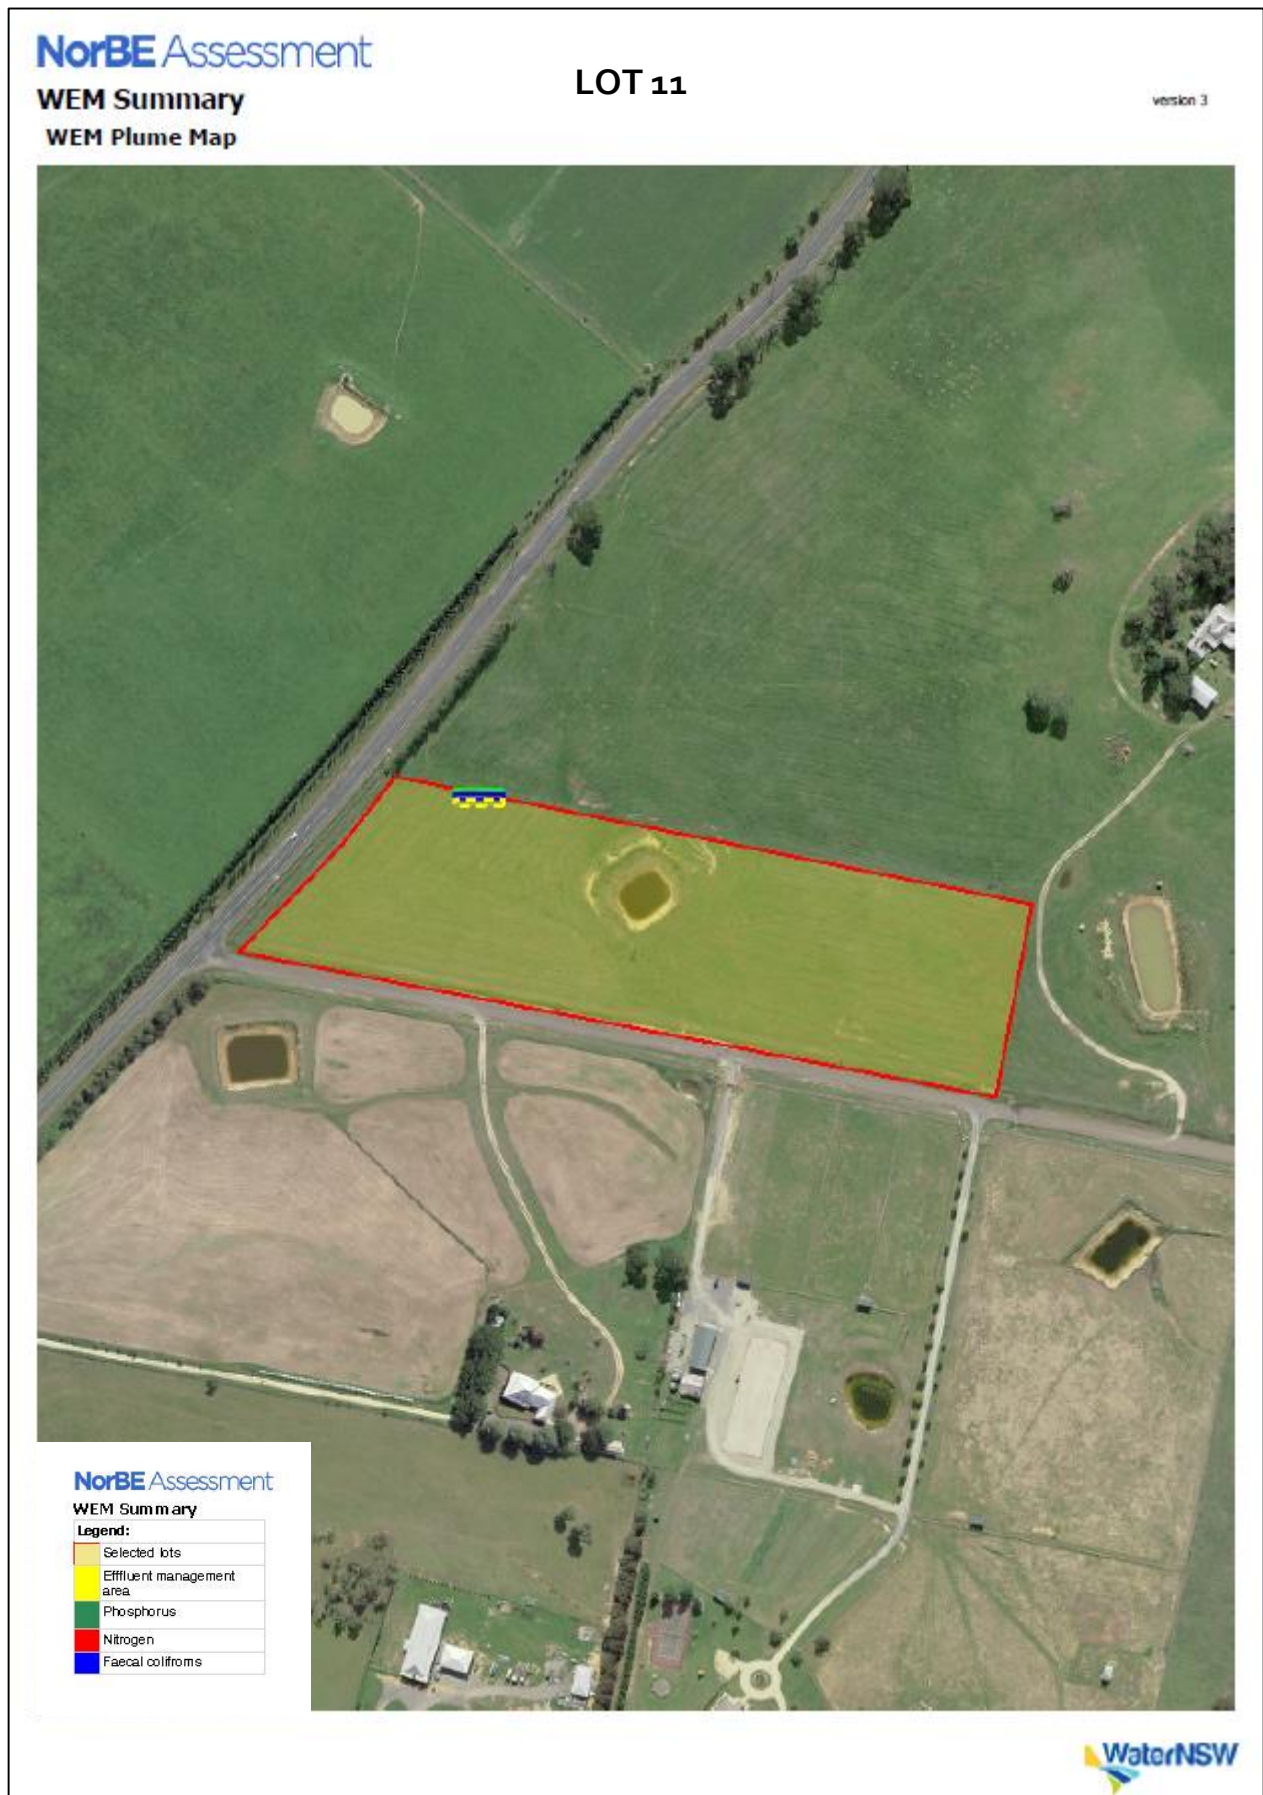 NorBE Assessment
LOT 11
WEM Summary
version 3
WEM Plume Map
NorBE Assessment
WEM Summary
Legend:
Selected lots
Efffluent management
area
Phosphorus
Nitrogen
Faecal colifroms
WaterNSW